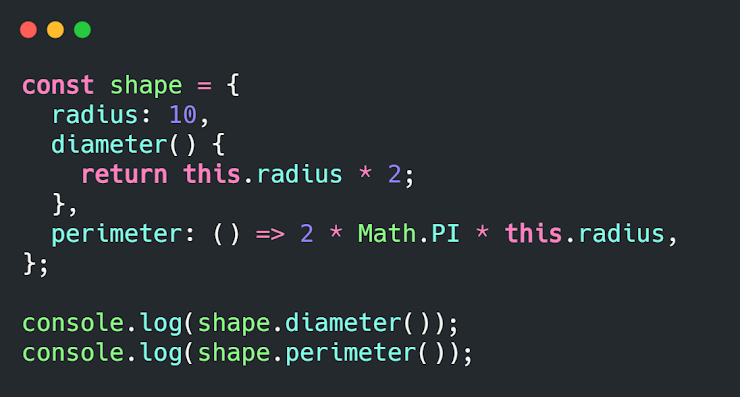 const shape = {
  radius: 10,
  diameter() {
    return this.radius * 2;
  },
  perimeter: () => 2 * Math.PI * this.radius,
};

console.log(shape.diameter());
console.log(shape.perimeter());